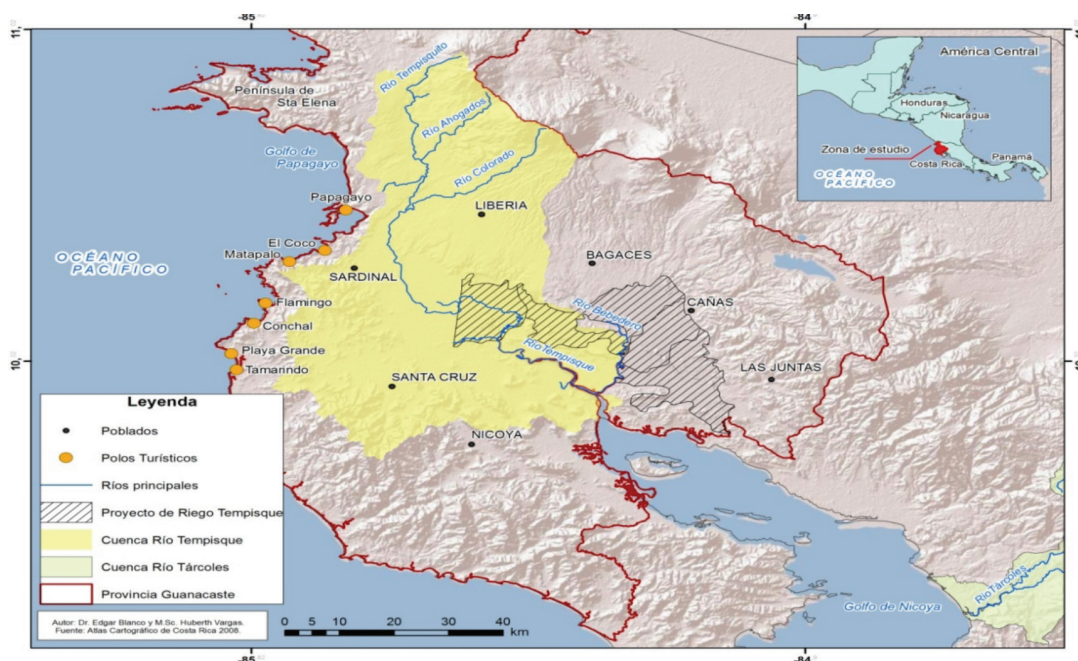 -85,
-84
11,
América Central
Honduras
Nicaragua
Zona de estudio
Costa Rica
Panamá
OCÉANO
PACÍFICO
Río Tempisquito
Península de
Sta Elena
Río Ahogados
Golfo de
Papagayo
Río Colorado
Papagayo
LIBERIA
El Coco
BAGACES
OCÉANO
PACÍFICO
Matapalo
SARDINAL
Flamingo
Río Bebedero
CAÑAS
Conchal
Playa Grande
RíoTempisque
10,
LAS JUNTAS
Tamarindo
SANTA CRUZ
NICOYA
Leyenda
Poblados
Polos Turísticos
Ríos principales
Proyecto de Riego Tempisque
Cuenca Río Tempisque
Cuenca Río Tárcoles
Provincia Guanacaste
Río Tárcoles
Golfo de Nicoya
Autor: Dr. Edgar Blanco y M.Sc. Huberth Vargas.
Fuente: Atlas Cartográfico de Costa Rica 2008.
0 5 10 20 30 40
km
-85
-84